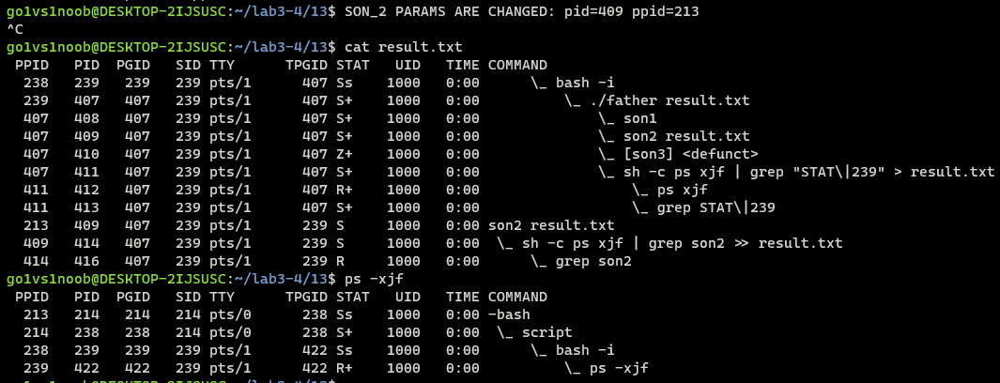 go1vs1noob@DESKTOP-2IJSUSC:~/lab3-4/13$ SON_2 PARAMS ARE CHANGED: pid=409 ppid=213
^C
go1vs1noob@DESKTOP-2IJSUSC:~/lab3-4/13$ cat result.txt
 PPID   PID  PGID   SID TTY      TPGID STAT   UID   TIME COMMAND
  238   239   239   239 pts/1      407 Ss    1000   0:00      \_ bash -i
  239   407   407   239 pts/1      407 S+    1000   0:00          \_ ./father result.txt
  407   408   407   239 pts/1      407 S+    1000   0:00              \_ son1
  407   409   407   239 pts/1      407 S+    1000   0:00              \_ son2 result.txt
  407   410   407   239 pts/1      407 Z+    1000   0:00              \_ [son3] <defunct>
  407   411   407   239 pts/1      407 S+    1000   0:00              \_ sh -c ps xjf | grep "STAT\|239" > result.txt
  411   412   407   239 pts/1      407 R+    1000   0:00                  \_ ps xjf
  411   413   407   239 pts/1      407 S+    1000   0:00                  \_ grep STAT\|239
  213   409   407   239 pts/1      239 S     1000   0:00 son2 result.txt
  409   414   407   239 pts/1      239 S     1000   0:00  \_ sh -c ps xjf | grep son2 >> result.txt
  414   416   407   239 pts/1      239 R     1000   0:00      \_ grep son2
go1vs1noob@DESKTOP-2IJSUSC:~/lab3-4/13$ ps -xjf
 PPID   PID  PGID   SID TTY      TPGID STAT   UID   TIME COMMAND
  213   214   214   214 pts/0      238 Ss    1000   0:00 -bash
  214   238   238   214 pts/0      238 S+    1000   0:00  \_ script
  238   239   239   239 pts/1      422 Ss    1000   0:00      \_ bash -i
  239   422   422   239 pts/1      422 R+    1000   0:00          \_ ps -xjf